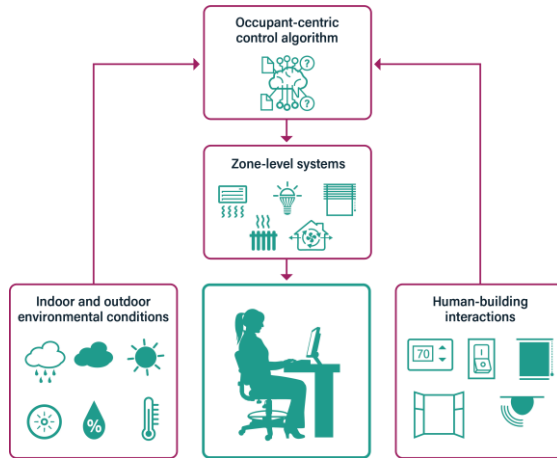 Occupant-centric
control algorithm
?
?
Zone-level systems
Indoor and outdoor
environmental conditions
%
Human-building
interactions
70
I
O